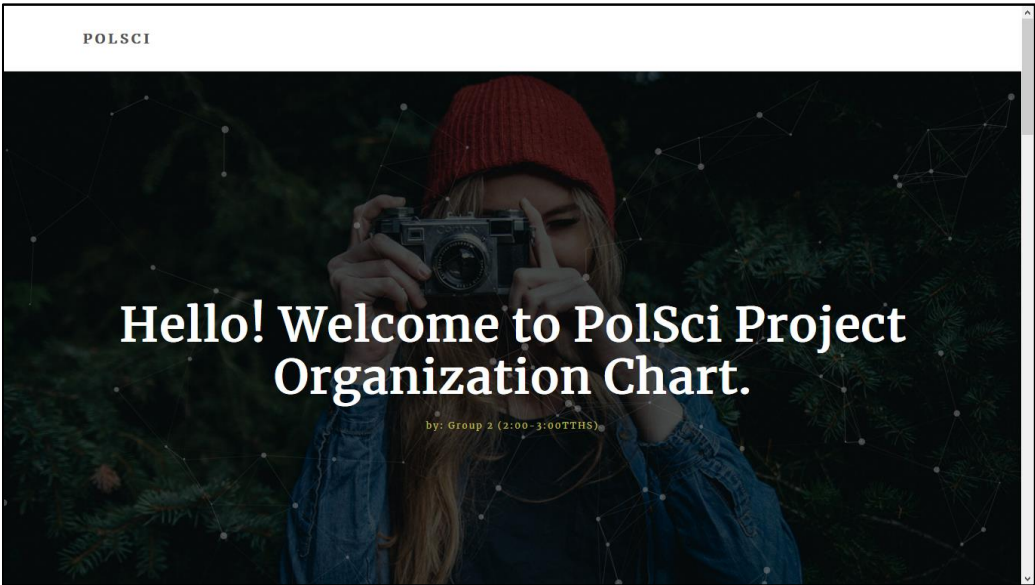 POLSCI
Hello! Welcome to PolSci Project
Organization Chart.
by: Group 2 (2:00-3:00TTHS)